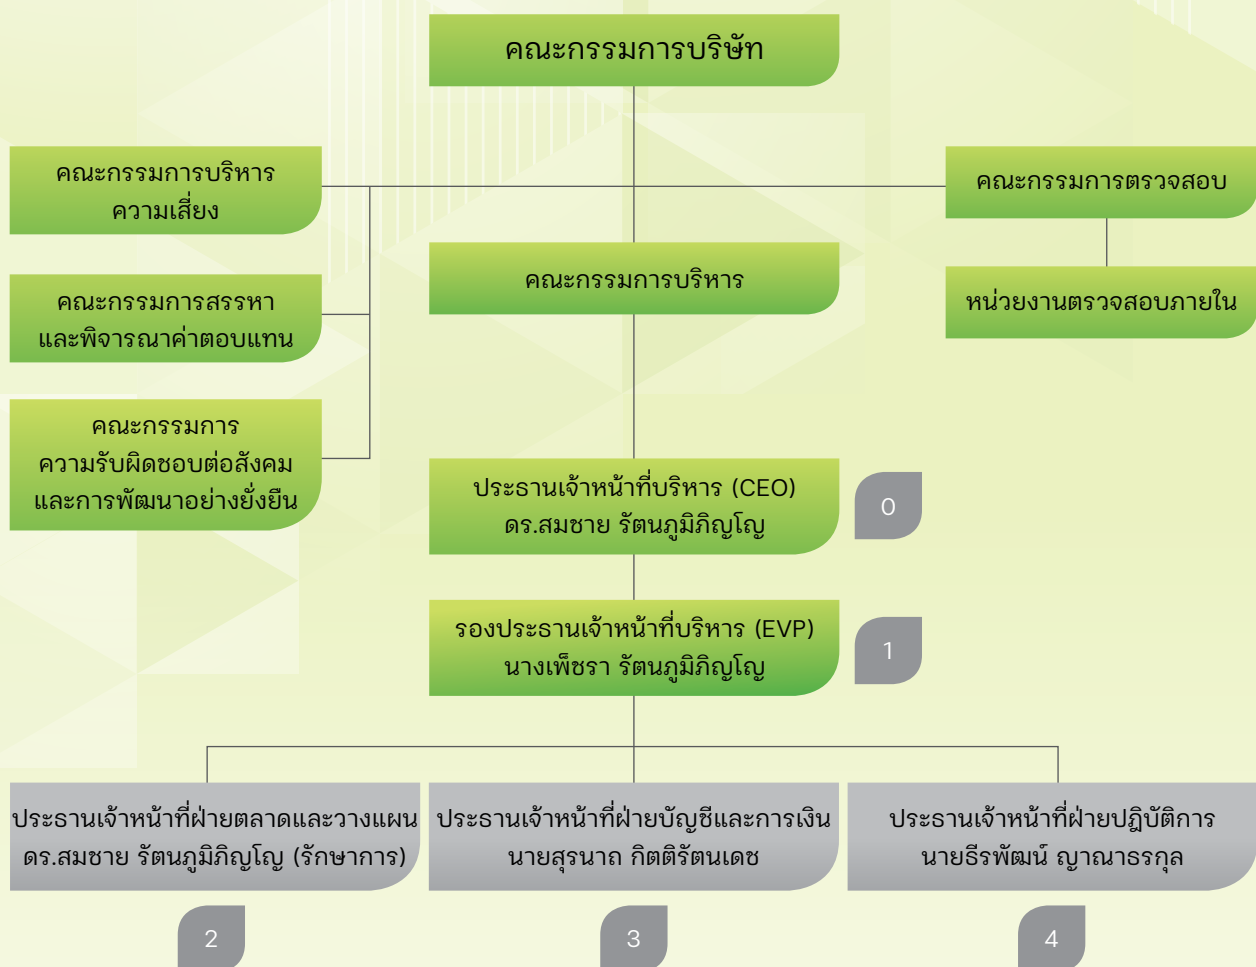 คณะกรรมการบริษัท
คณะกรรมการบริหาร
ความเสี่ยง
คณะกรรมการตรวจสอบ
คณะกรรมการบริหาร
หน่วยงานตรวจสอบภายใน
คณะกรรมการสรรหา
และพิจารณาค่าตอบแทน
คณะกรรมการ
ความรับผิดชอบต่อสังคม
และการพัฒนาอย่างยั่งยืน
ประธานเจ้าหน้าที่บริหาร (CEO)
ดร.สมชาย รัตนภูมิภิญโญ
0
รองประธานเจ้าหน้าที่บริหาร (EVP)
นางเพ็ชรา รัตนภูมิภิญโญ
1
ประธานเจ้าหน้าที่ฝ่ายตลาดและวางแผน
ดร.สมชาย รัตนภูมิภิญโญ (รักษาการ)
2
ประธานเจ้าหน้าที่ฝ่ายบัญชีและการเงิน
นายสุรนาถ กิตติรัตนเดช
3
ประธานเจ้าหน้าที่ฝ่ายปฏิบัติการ
นายธีรพัฒน์ ญาณาธรกุล
4